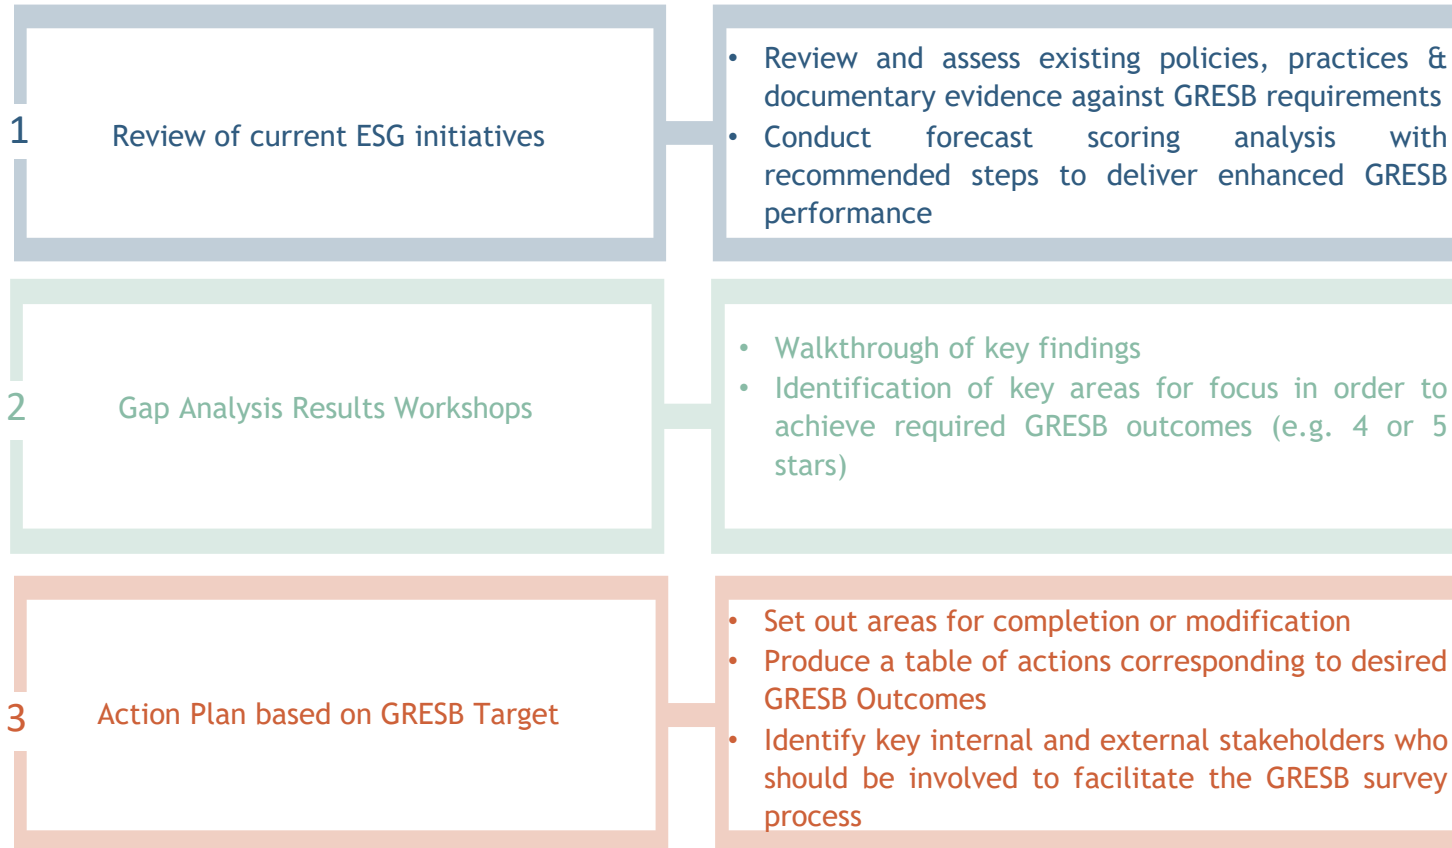 1
Review of current ESG initiatives
• Review and assess existing policies, practices &
documentary evidence against GRESB requirements
• Conduct forecast scoring analysis with
recommended steps to deliver enhanced GRESB
performance
2
Gap Analysis Results Workshops
• Walkthrough of key findings
• Identification of key areas for focus in order to
achieve required GRESB outcomes (e.g. 4 or 5
stars)
3
Action Plan based on GRESB Target
• Set out areas for completion or modification
• Produce a table of actions corresponding to desired
GRESB Outcomes
• Identify key internal and external stakeholders who
should be involved to facilitate the GRESB survey
process